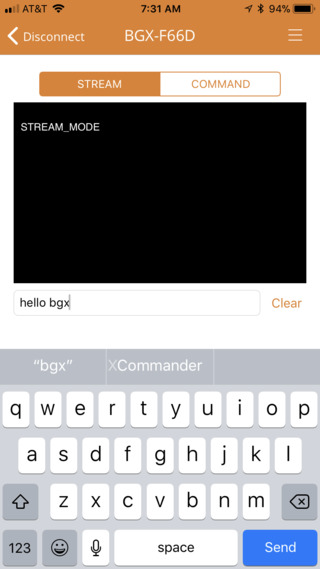 AT&T 7:31 AM 94%
Disconnect BGX-F66D
STREAM COMMAND
STREAM_MODE
hello bgx Clear
“bgx” XCommander
q w e r t y u i o p
a s d f g h j k l
z x c v b n m
123 space Send